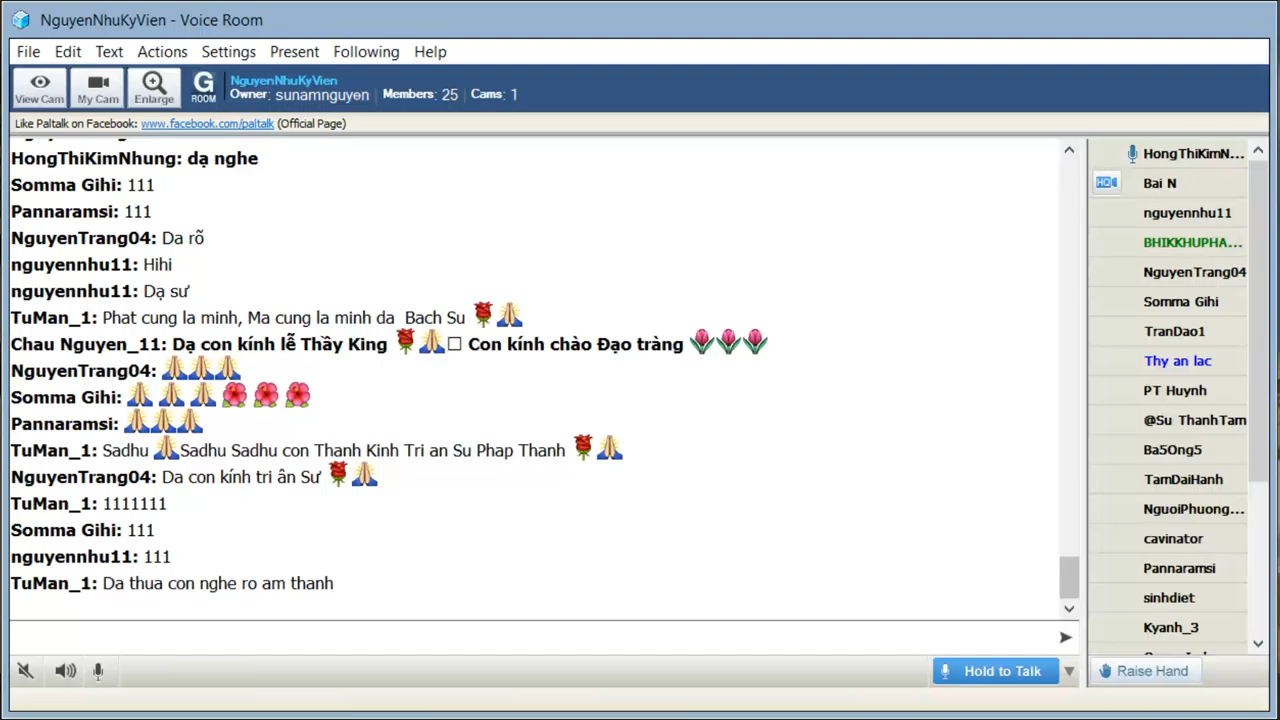 NguyenNhuKyVien - Voice Room
File Edit Text Actions Settings Present Following Help
View Cam My Cam Enlarge G ROOM
NguyenNhuKyVien
Owner: sunamnguyen Members: 25 Cams: 1
Like Paltalk on Facebook: www.facebook.com/paltalk (Official Page)
HongThiKimNhung: dạ nghe
Somma Gihi: 111
Pannaramsi: 111
NguyenTrang04: Da rõ
nguyennhu11: Hihi
nguyennhu11: Dạ sư
TuMan_1: Phat cung la minh, Ma cung la minh da Bach Su 🌹🙏
Chau Nguyen_11: Dạ con kính lễ Thầy King 🌹🙏□ Con kính chào Đạo tràng 🌷🌷🌷
NguyenTrang04: 🙏🙏🙏
Somma Gihi: 🙏 🙏 🙏 🌺 🌺 🌺
Pannaramsi: 🙏🙏🙏
TuMan_1: Sadhu 🙏Sadhu Sadhu con Thanh Kinh Tri an Su Phap Thanh 🌹🙏
NguyenTrang04: Da con kính tri ân Sư 🌹🙏
TuMan_1: 1111111
Somma Gihi: 111
nguyennhu11: 111
TuMan_1: Da thua con nghe ro am thanh
HongThiKimN...
HD Bai N
nguyennhu11
BHIKKHUPHA...
NguyenTrang04
Somma Gihi
TranDao1
Thy an lac
PT Huynh
@Su ThanhTam
Ba5Ong5
TamDaiHanh
NguoiPhuong...
cavinator
Pannaramsi
sinhdiet
Kyanh_3
Hold to Talk
Raise Hand